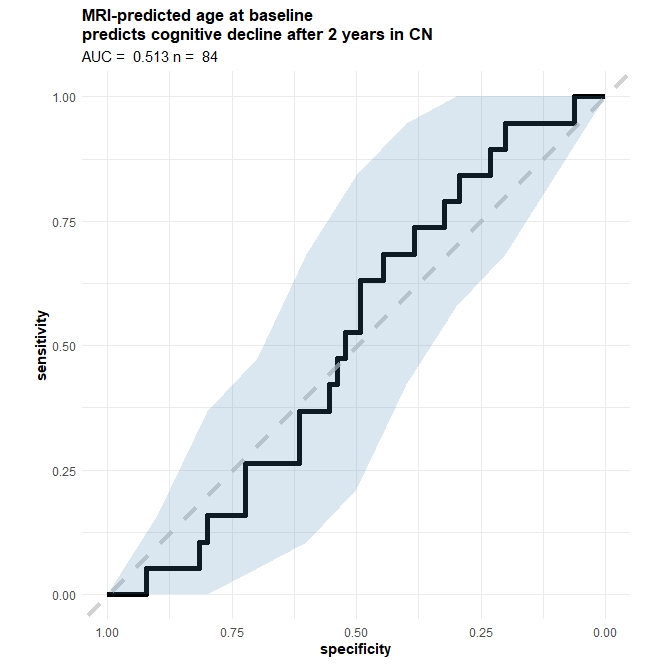 MRI-predicted age at baseline
predicts cognitive decline after 2 years in CN
AUC =  0.513 n =  84
1.00
0.75
0.50
0.25
0.00
sensitivity
1.00
0.75
0.50
0.25
0.00
specificity